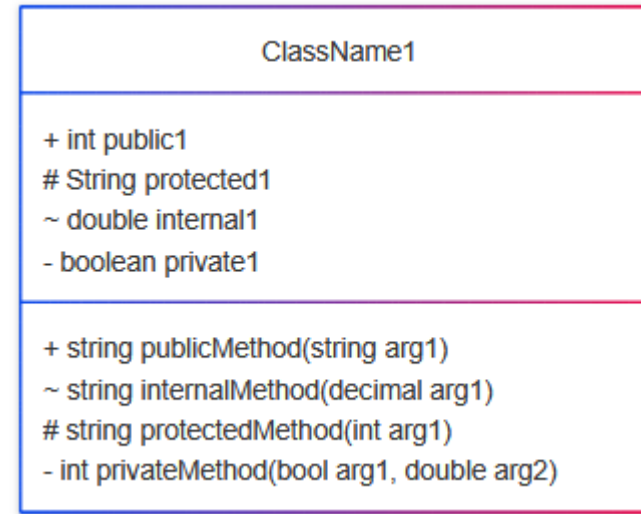 ClassName1
+ int public1
# String protected1
~ double internal1
- boolean private1
+ string publicMethod(string arg1)
~ string internalMethod(decimal arg1)
# string protectedMethod(int arg1)
- int privateMethod(bool arg1, double arg2)